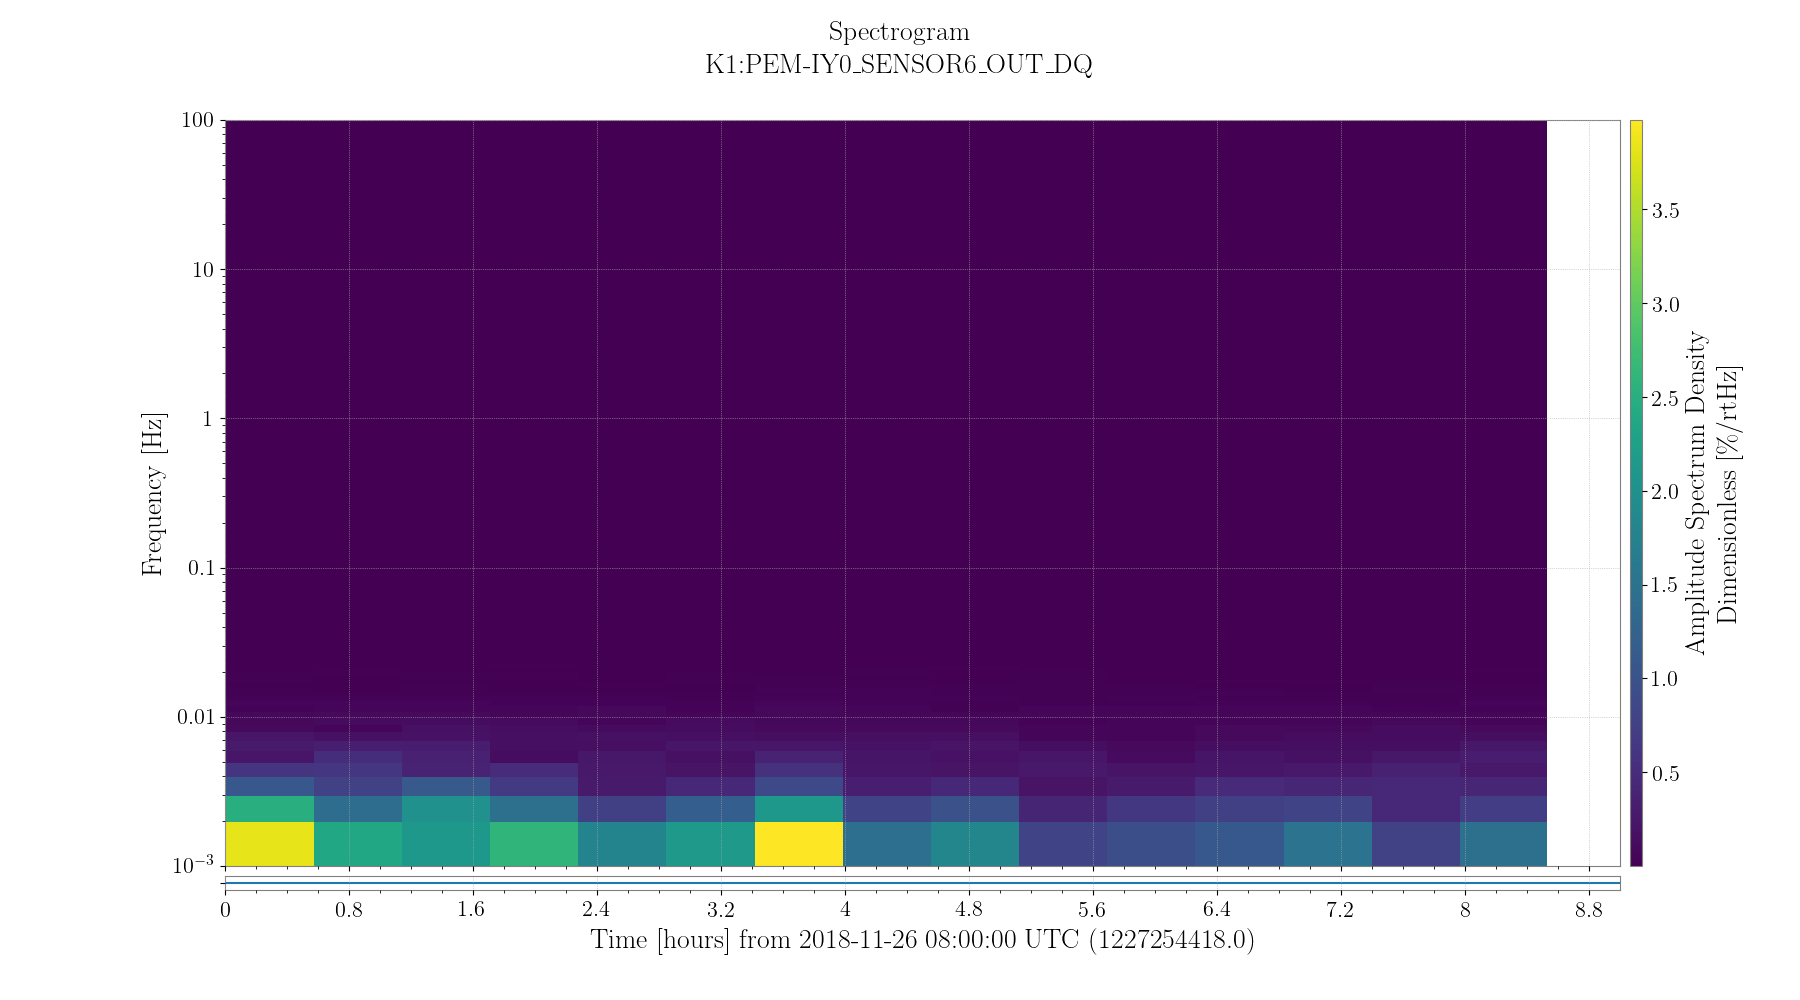 Spectrogram
K1:PEM-IY0_SENSOR6_OUT_DQ
100
10
1
0.1
0.01
10⁻³
Frequency [Hz]
3.5
3.0
2.5
2.0
1.5
1.0
0.5
Amplitude Spectrum Density
Dimensionless [%/rtHz]
0 0.8 1.6 2.4 3.2 4 4.8 5.6 6.4 7.2 8 8.8
Time [hours] from 2018-11-26 08:00:00 UTC (1227254418.0)